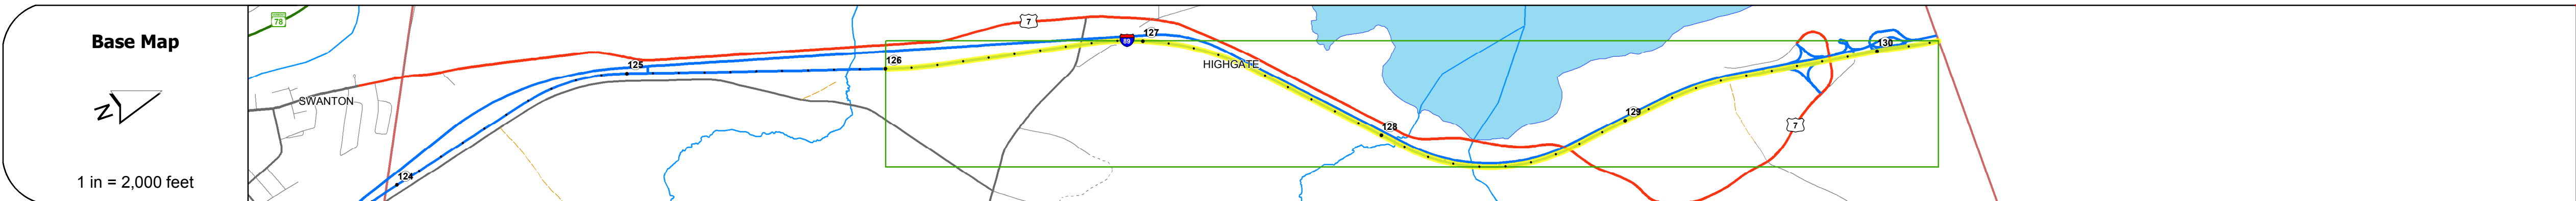 Base Map
N
1 in = 2,000 feet
78
SWANTON
124
125
126
7
89
127
HIGHGATE
128
129
7
130